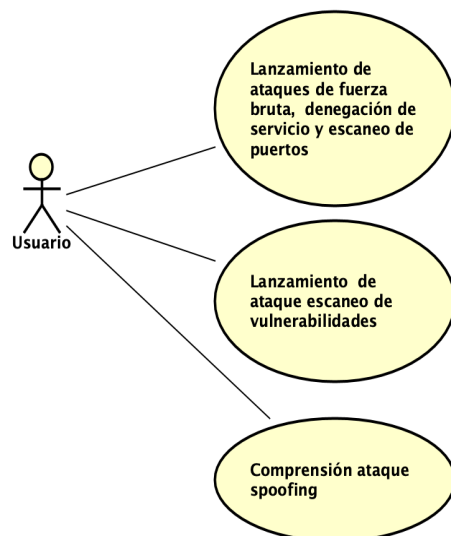 Lanzamiento de
ataques de fuerza
bruta, denegación de
servicio y escaneo de
puertos
Usuario
Lanzamiento de
ataque escaneo de
vulnerabilidades
Comprensión ataque
spoofing